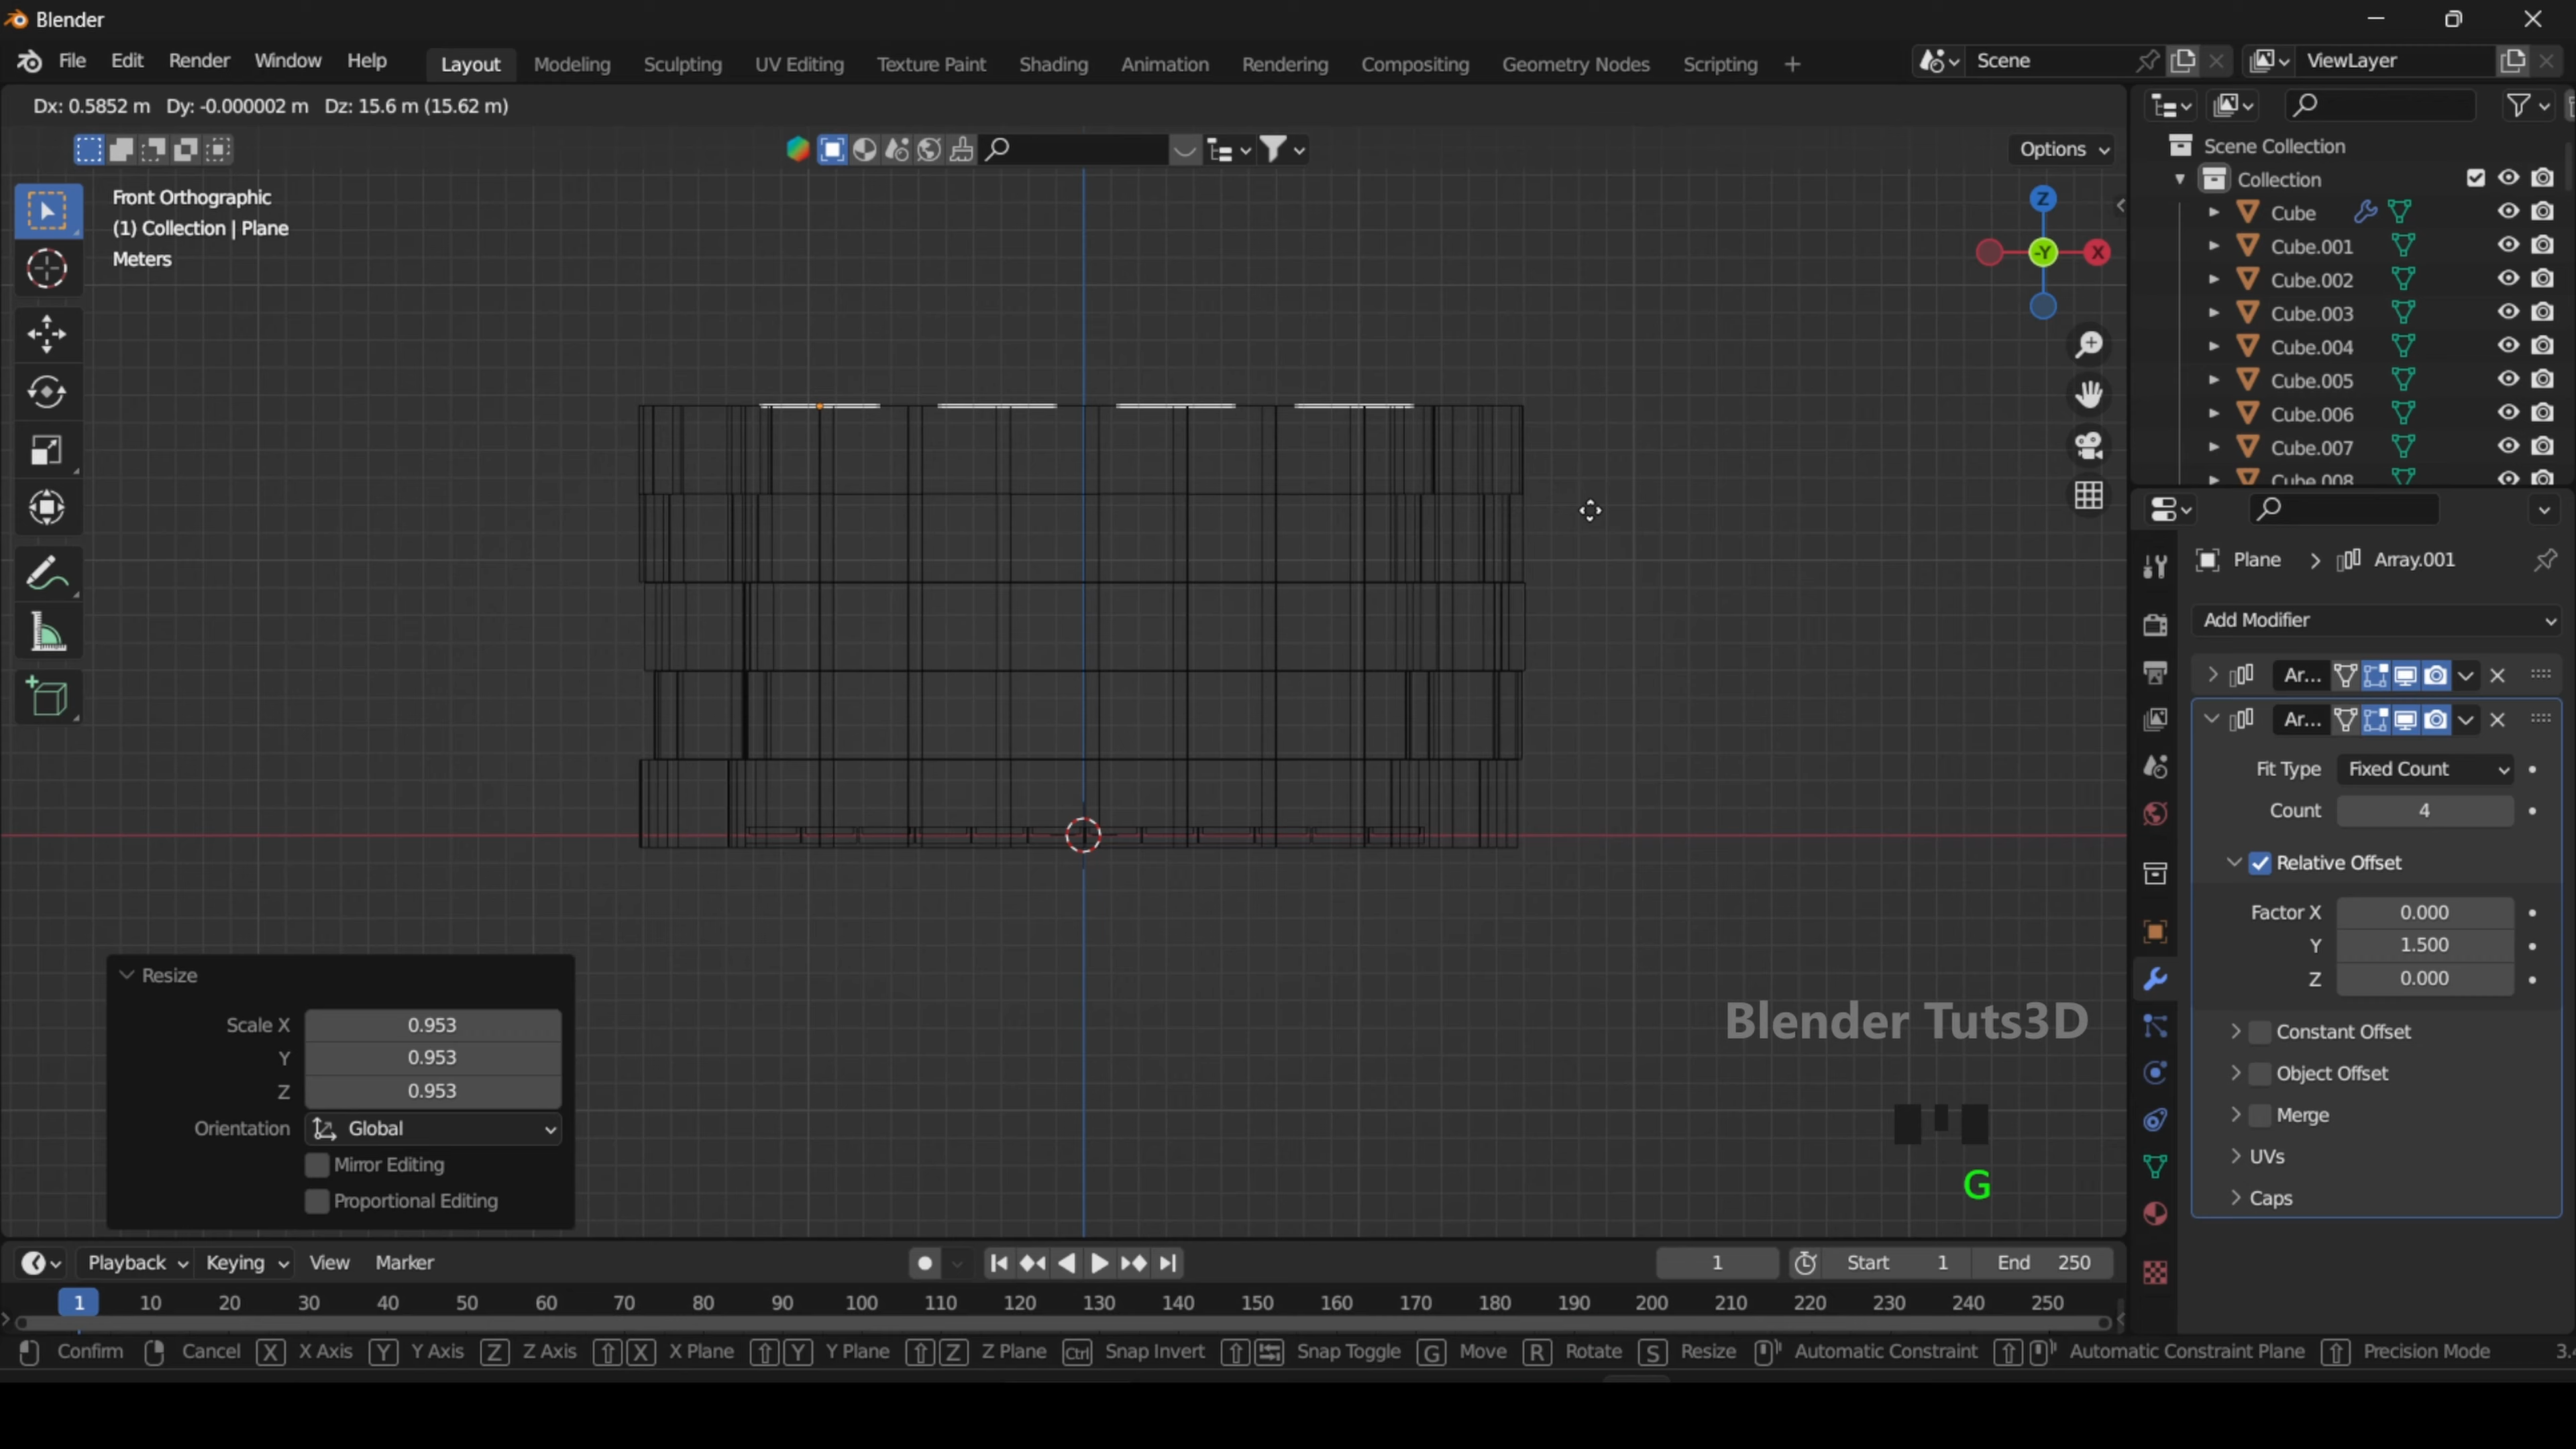 Blender
File Edit Render Window Help Layout Modeling Sculpting UV Editing Texture Paint Shading Animation Rendering Compositing Geometry Nodes Scripting + Scene ViewLayer
Dx: 0.5852 m Dy: -0.000002 m Dz: 15.6 m (15.62 m)
Options
Front Orthographic
(1) Collection | Plane
Meters
Z
-Y
X
Scene Collection
Collection
Cube
Cube.001
Cube.002
Cube.003
Cube.004
Cube.005
Cube.006
Cube.007
Cube.008
Plane > Array.001
Add Modifier
Ar...
Ar...
Fit Type Fixed Count
Count 4
Relative Offset
Factor X 0.000
Y 1.500
Z 0.000
Constant Offset
Object Offset
Merge
UVs
Caps
Resize
Scale X 0.953
Y 0.953
Z 0.953
Orientation Global
Mirror Editing
Proportional Editing
Blender Tuts3D
G
Playback Keying View Marker 1 Start 1 End 250
1 10 20 30 40 50 60 70 80 90 100 110 120 130 140 150 160 170 180 190 200 210 220 230 240 250
Confirm Cancel X X Axis Y Y Axis Z Z Axis X X Plane Y Y Plane Z Z Plane Ctrl Snap Invert Snap Toggle G Move R Rotate S Resize Automatic Constraint Automatic Constraint Plane Precision Mode